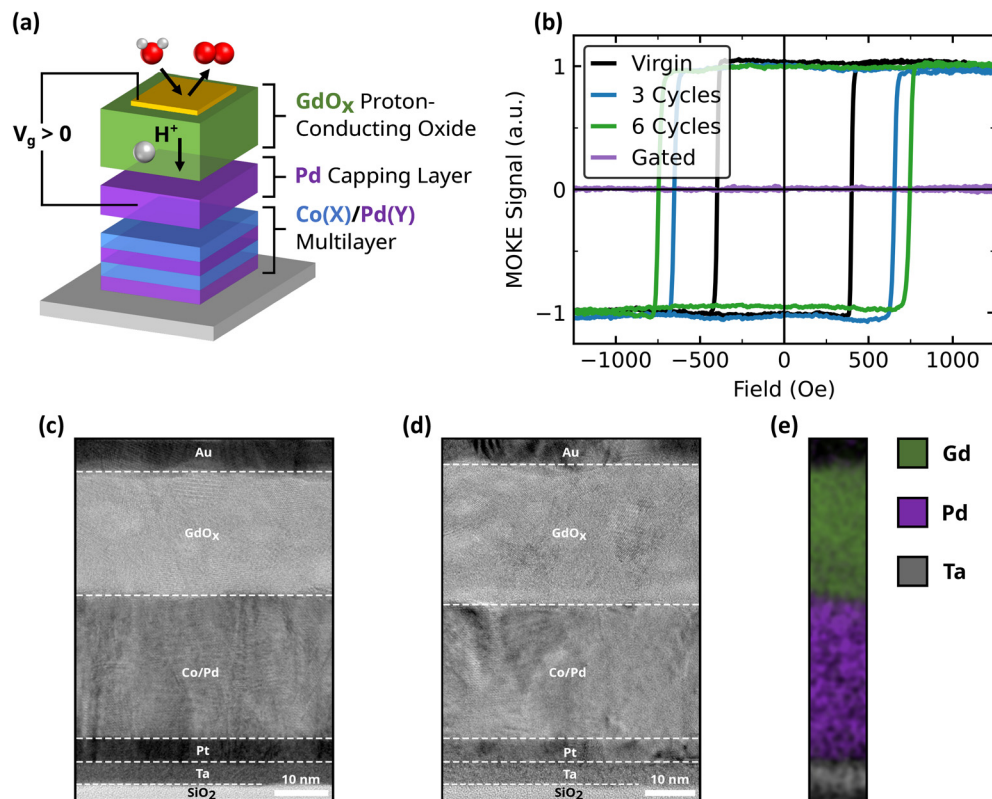 (a)
V_g > 0
H⁺
GdOₓ Proton-
Conducting Oxide
Pd Capping Layer
Co(X)/Pd(Y)
Multilayer
(b)
MOKE Signal (a.u.)
1
0
−1
Virgin
3 Cycles
6 Cycles
Gated
−1000
−500
0
500
1000
Field (Oe)
(c)
Au
GdOₓ
Co/Pd
Pt
Ta
SiO₂
10 nm
(d)
Au
GdOₓ
Co/Pd
Pt
Ta
SiO₂
10 nm
(e)
Gd
Pd
Ta